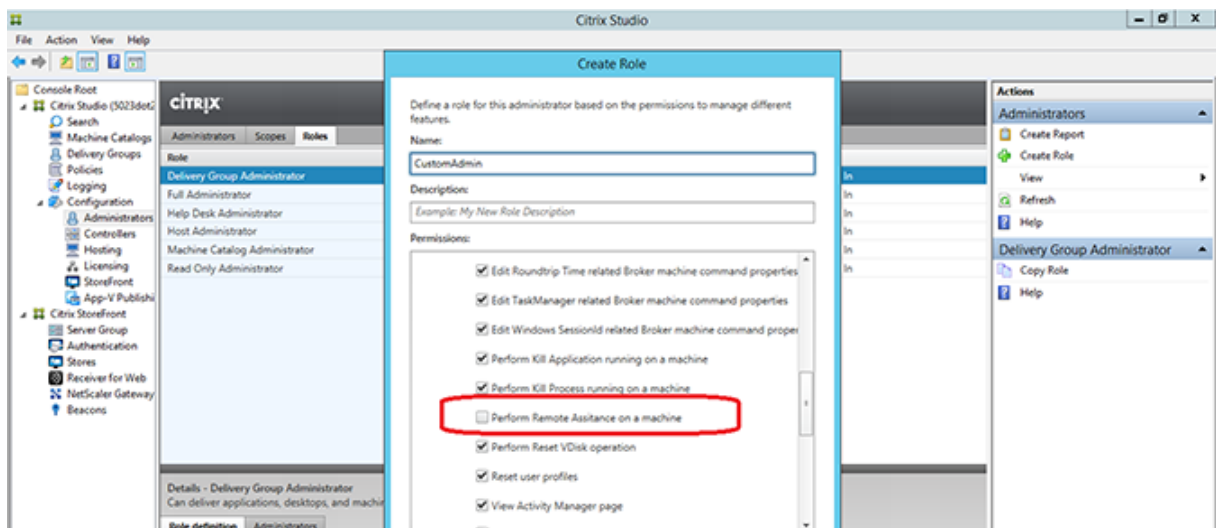 Citrix Studio
File Action View Help
Console Root
Citrix Studio (5023dot2
Search
Machine Catalogs
Delivery Groups
Policies
Logging
Configuration
Administrators
Controllers
Hosting
Licensing
StoreFront
App-V Publishi
Citrix StoreFront
Server Group
Authentication
Stores
Receiver for Web
NetScaler Gateway
Beacons
CITRIX
Administrators Scopes Roles
Role
Delivery Group Administrator
Full Administrator
Help Desk Administrator
Host Administrator
Machine Catalog Administrator
Read Only Administrator
In
In
In
In
In
In
Details - Delivery Group Administrator
Can deliver applications, desktops, and machin
Role definition Administrators
Create Role
Define a role for this administrator based on the permissions to manage different
features.
Name:
CustomAdmin
Description:
Example: My New Role Description
Permissions:
Edit Roundtrip Time related Broker machine command properties
Edit TaskManager related Broker machine command properties
Edit Windows SessionId related Broker machine command proper
Perform Kill Application running on a machine
Perform Kill Process running on a machine
Perform Remote Assitance on a machine
Perform Reset VDisk operation
Reset user profiles
View Activity Manager page
Actions
Administrators
Create Report
Create Role
View
Refresh
Help
Delivery Group Administrator
Copy Role
Help